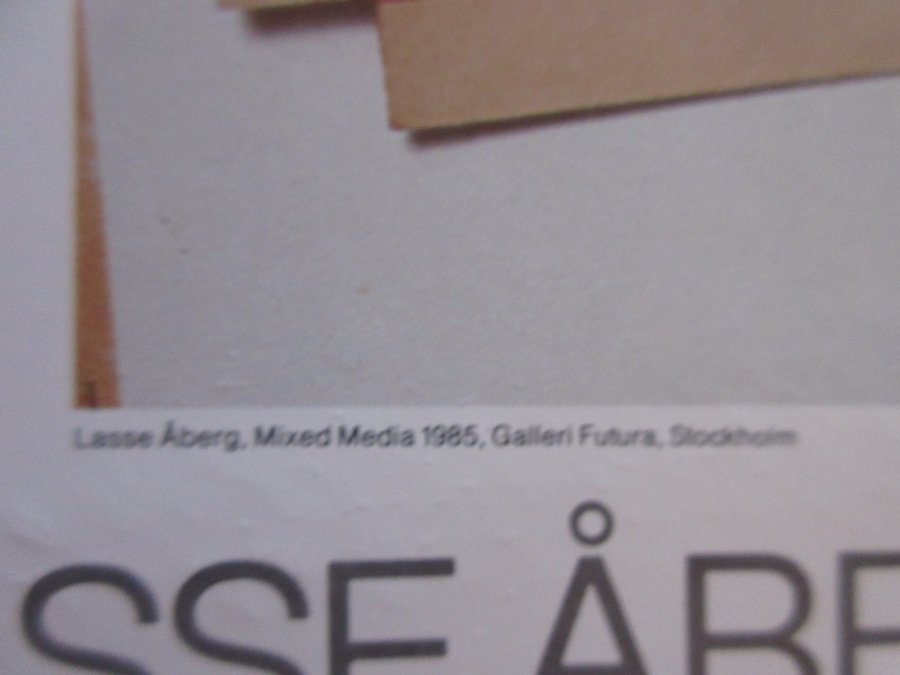 Lasse Åberg, Mixed Media 1985, Galleri Futura, Stockholm
SSE ÅBE